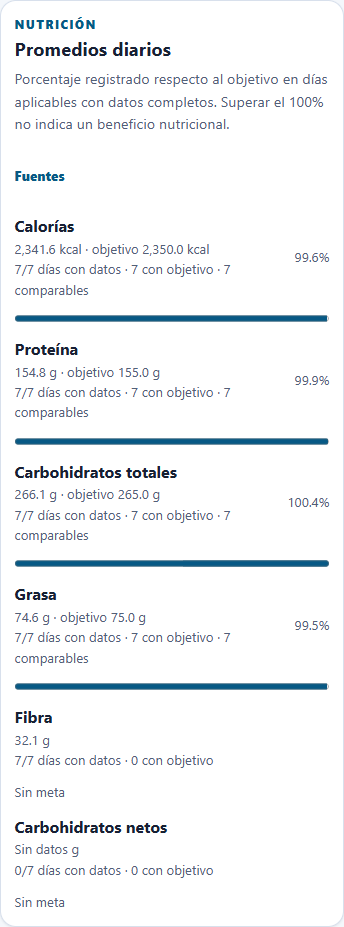 NUTRICIÓN
Promedios diarios
Porcentaje registrado respecto al objetivo en días
aplicables con datos completos. Superar el 100%
no indica un beneficio nutricional.
Fuentes
Calorías
2,341.6 kcal · objetivo 2,350.0 kcal
7/7 días con datos · 7 con objetivo · 7
comparables
99.6%
Proteína
154.8 g · objetivo 155.0 g
7/7 días con datos · 7 con objetivo · 7
comparables
99.9%
Carbohidratos totales
266.1 g · objetivo 265.0 g
7/7 días con datos · 7 con objetivo · 7
comparables
100.4%
Grasa
74.6 g · objetivo 75.0 g
7/7 días con datos · 7 con objetivo · 7
comparables
99.5%
Fibra
32.1 g
7/7 días con datos · 0 con objetivo
Sin meta
Carbohidratos netos
Sin datos g
0/7 días con datos · 0 con objetivo
Sin meta